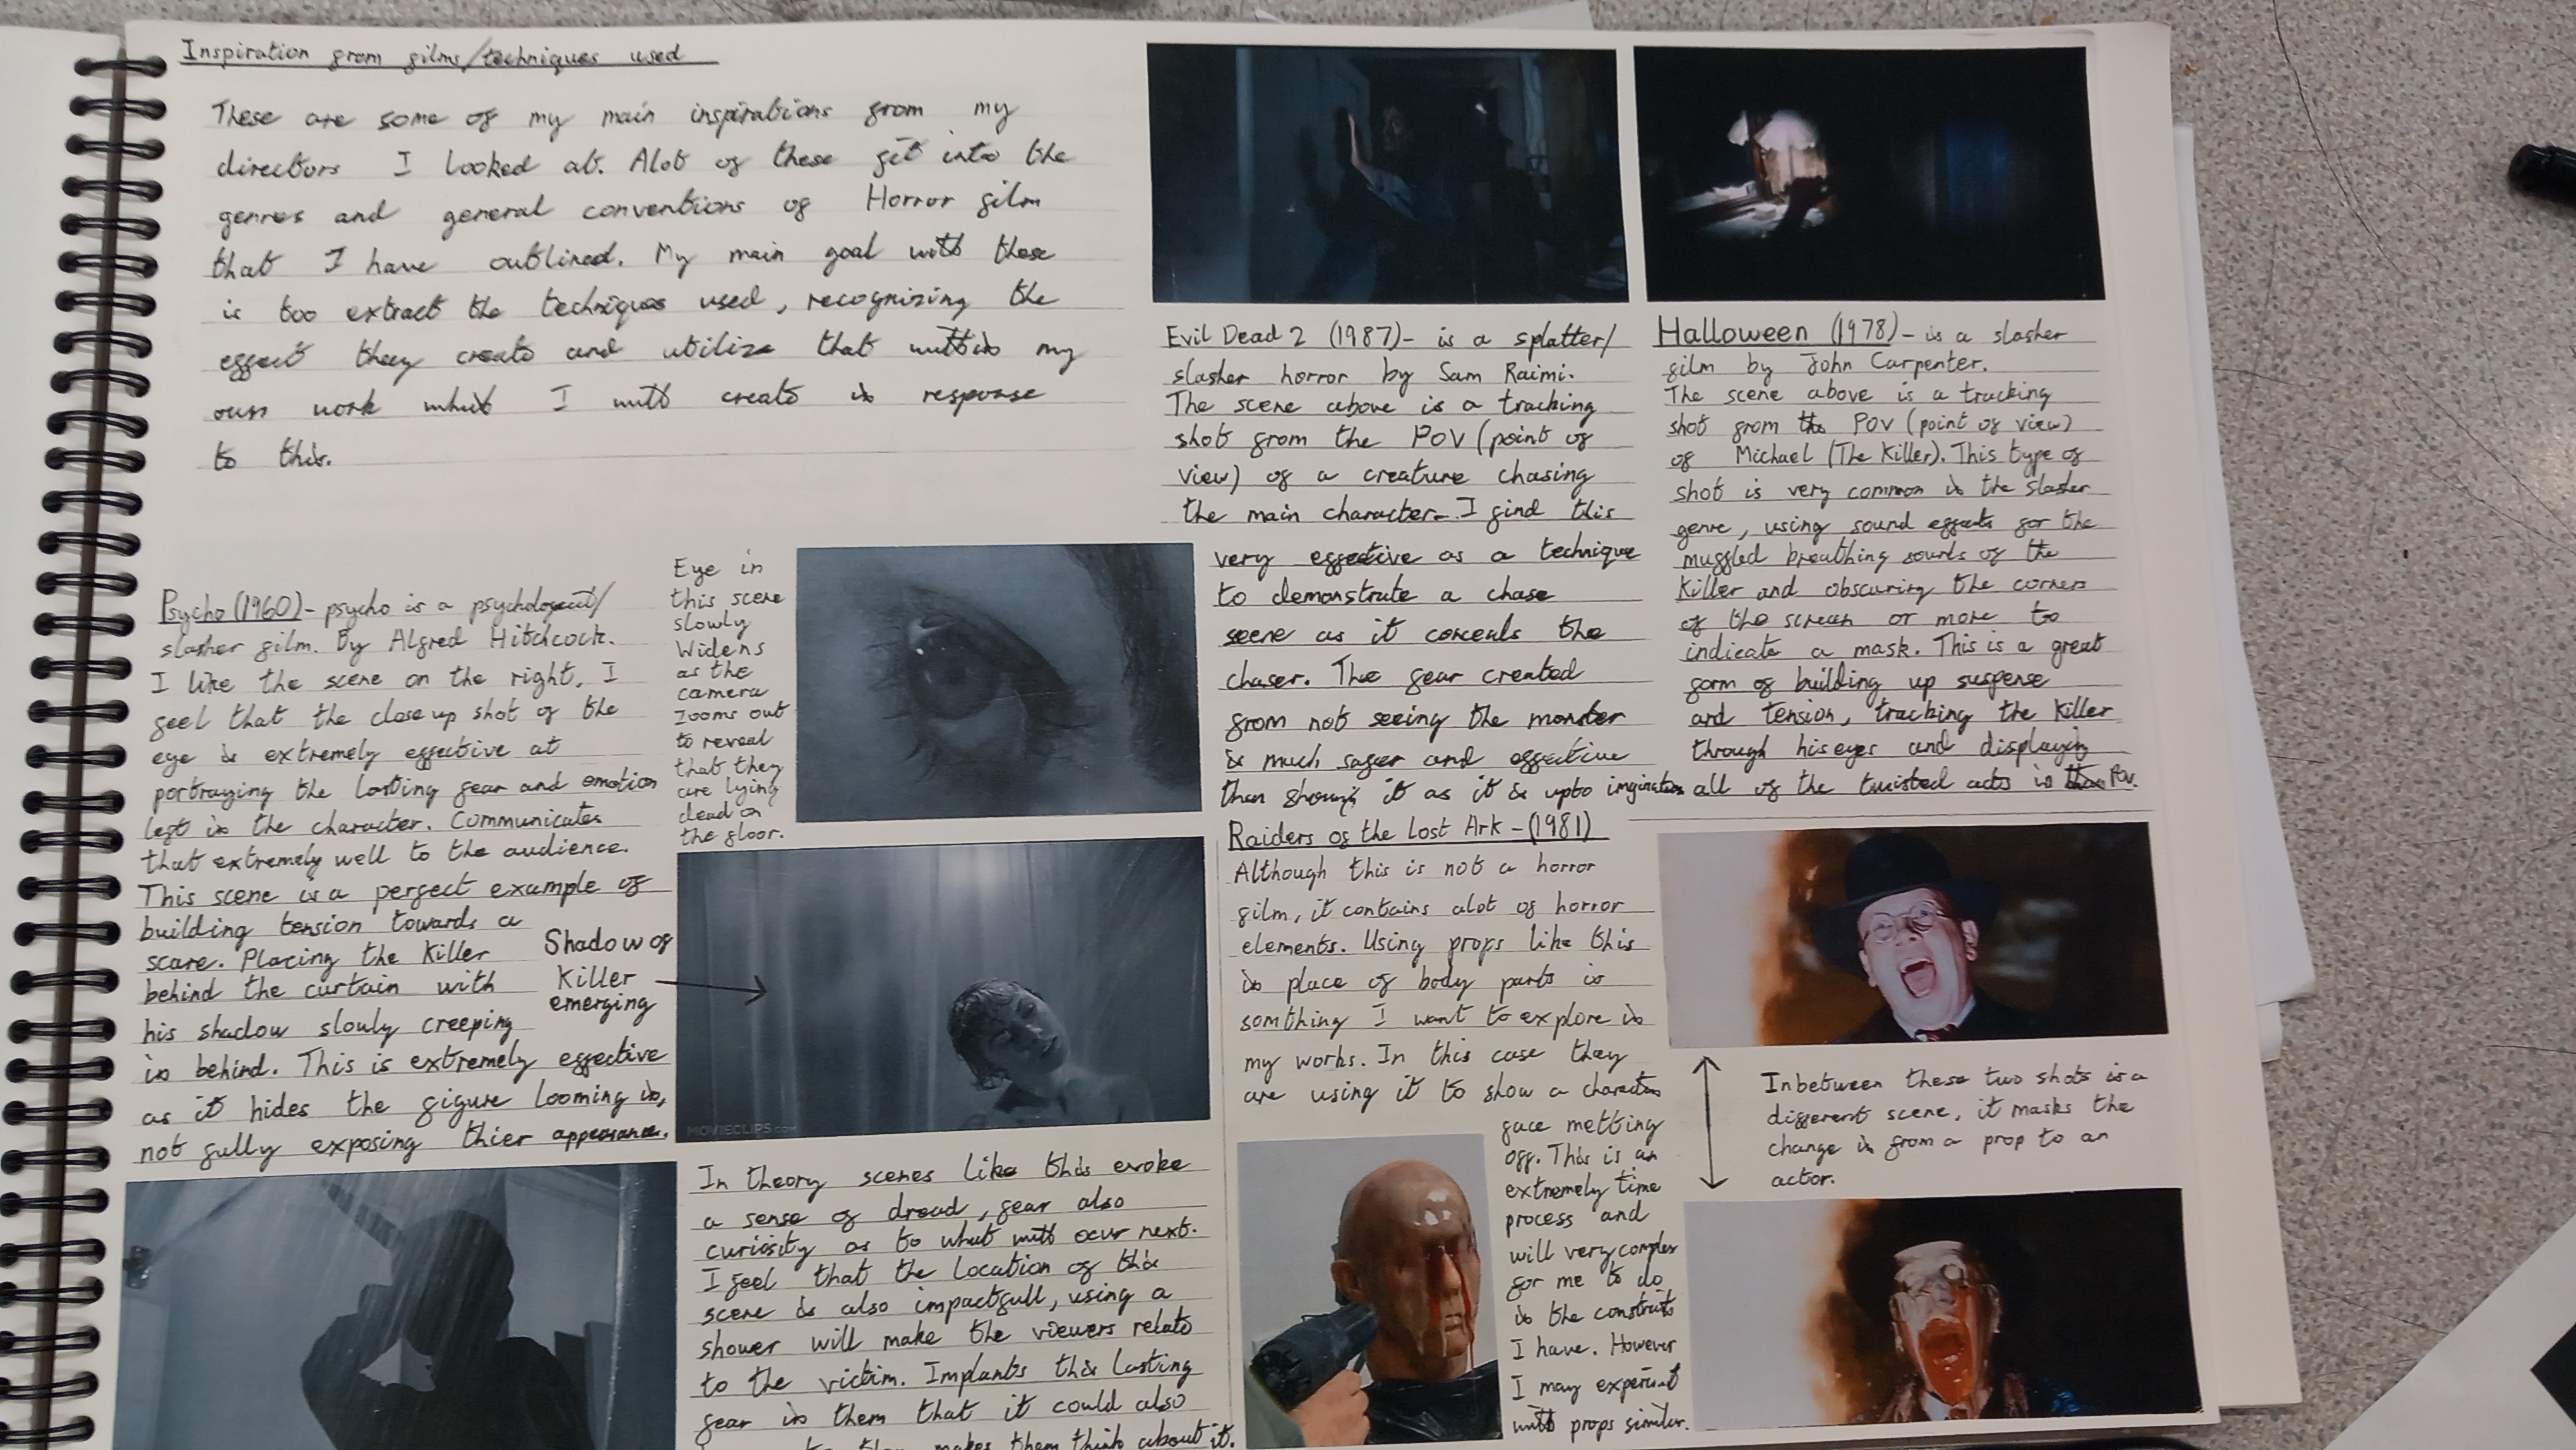 Inspiration from films/techniques used
These are some of my main inspirations from my
directors I looked at. Alot of these fit into the
genres and general conventions of Horror film
that I have outlined. My main goal with these
is too extract the techniques used, recognizing the
effect they create and utilize that within my
own work what I will create in response
to this.
Psycho (1960) - psycho is a psychological/
slasher film. By Alfred Hitchcock.
I like the scene on the right. I
feel that the close up shot of the
eye is extremely effective at
portraying the lasting fear and emotion
left in the character. Communicates
that extremely well to the audience.
This scene is a perfect example of
building tension towards a
scare. Placing the killer
behind the curtain with
his shadow slowly creeping
in behind. This is extremely effective
as it hides the figure looming in,
not fully exposing thier appearance.
Shadow of
Killer
emerging
Eye in
this scene
slowly
widens
as the
camera
zooms out
to reveal
that they
are lying
dead on
the floor.
MOVIECLIPS.com
In theory scenes like this evoke
a sense of dread, fear also
curiosity as to what will occur next.
I feel that the location of this
scene is also impactfull, using a
shower will make the viewers relate
to the victim. Implants this lasting
fear in them that it could also
makes them think about it.
Evil Dead 2 (1987) - is a splatter/
slasher horror by Sam Raimi.
The scene above is a tracking
shot from the POV (point of
view) of a creature chasing
the main character. I find this
very effective as a technique
to demonstrate a chase
scene as it conceals the
chaser. The fear created
from not seeing the monster
is much safer and effective
then showing it as it is upto imagination
Halloween (1978) - is a slasher
film by John Carpenter.
The scene above is a tracking
shot from the POV (point of view)
of Michael (The Killer). This type of
shot is very common in the slasher
genre, using sound effects for the
muffled breathing sounds of the
killer and obscuring the corners
of the screen or more to
indicate a mask. This is a great
form of building up suspense
and tension, tracking the killer
through his eyes and displaying
all of the twisted acts in POV.
Raiders of the Lost Ark - (1981)
Although this is not a horror
film, it contains alot of horror
elements. Using props like this
in place of body parts is
somthing I want to explore in
my works. In this case they
are using it to show a characters
face melting
off. This is an
extremely time
process and
will very complex
for me to do
in the constraints
I have. However
I many experiment
with props similar.
Inbetween these two shots is a
different scene, it masks the
change in from a prop to an
actor.